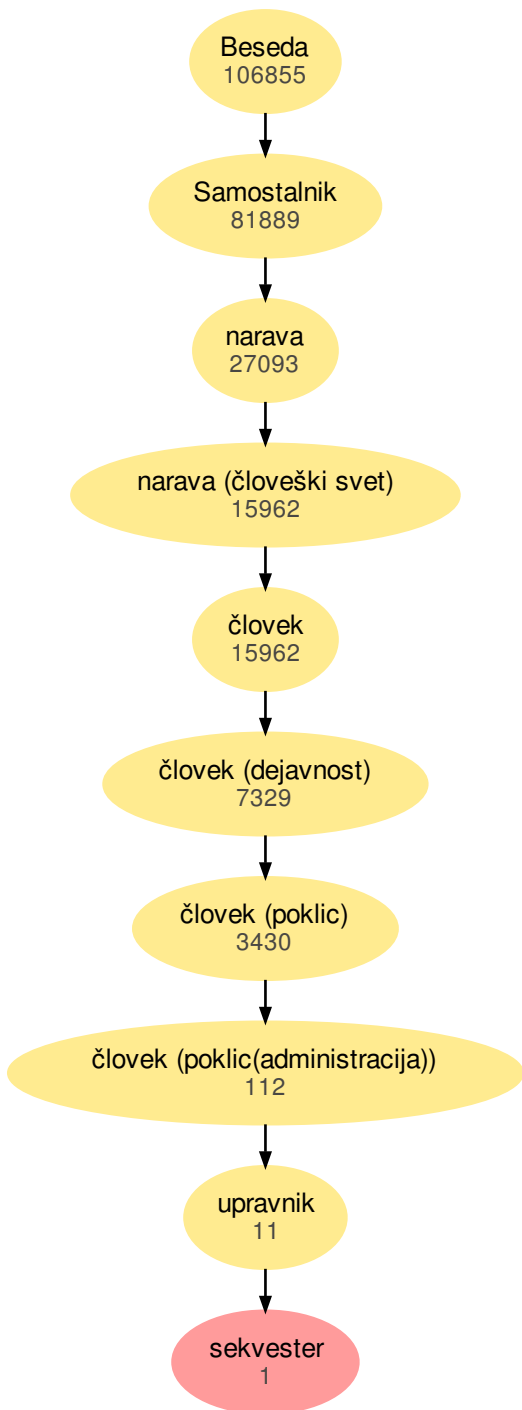 Beseda
106855
Samostalnik
81889
narava
27093
narava (človeški svet)
15962
človek
15962
človek (dejavnost)
7329
človek (poklic)
3430
človek (poklic(administracija))
112
upravnik
11
sekvester
1